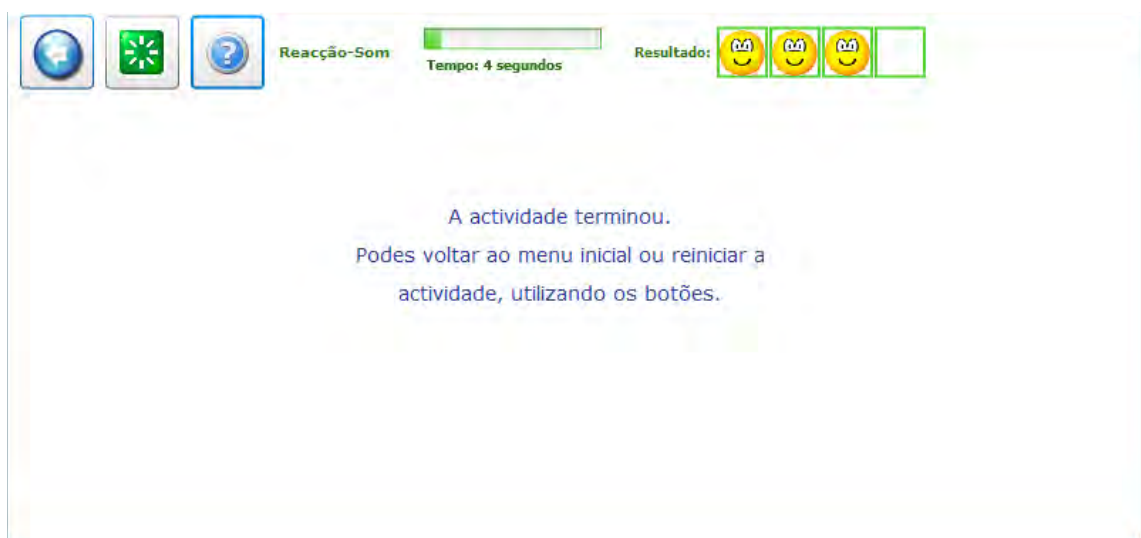 Reacção-Som
Tempo: 4 segundos
Resultado:
A actividade terminou.
Podes voltar ao menu inicial ou reiniciar a
actividade, utilizando os botões.